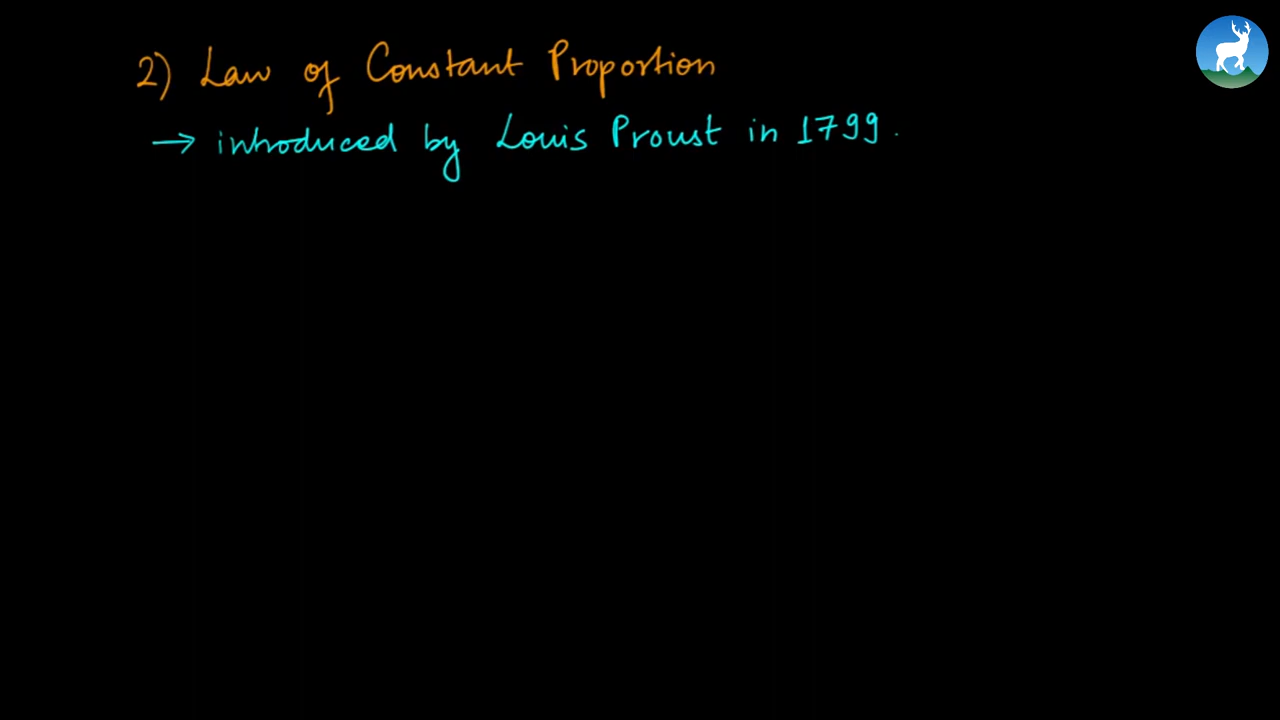 2) Law of Constant Proportion
→ introduced by Louis Proust in 1799.